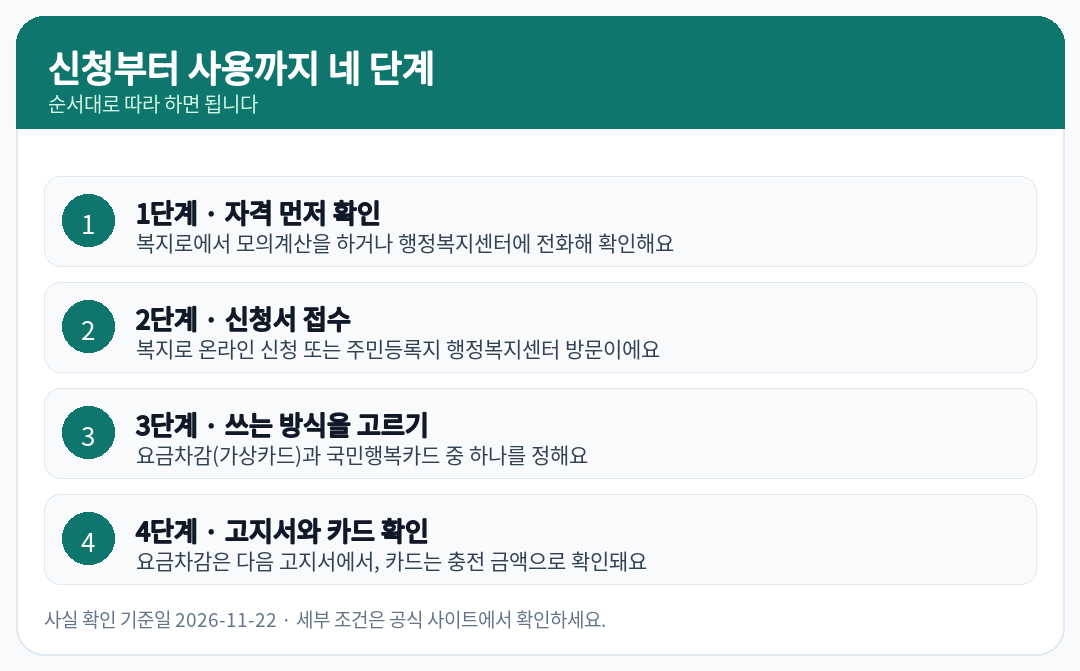 신청부터 사용까지 네 단계
순서대로 따라 하면 됩니다
1
1단계 · 자격 먼저 확인
복지로에서 모의계산을 하거나 행정복지센터에 전화해 확인해요
2
2단계 · 신청서 접수
복지로 온라인 신청 또는 주민등록지 행정복지센터 방문이에요
3
3단계 · 쓰는 방식을 고르기
요금차감(가상카드)과 국민행복카드 중 하나를 정해요
4
4단계 · 고지서와 카드 확인
요금차감은 다음 고지서에서, 카드는 충전 금액으로 확인돼요
사실 확인 기준일 2026-11-22 · 세부 조건은 공식 사이트에서 확인하세요.